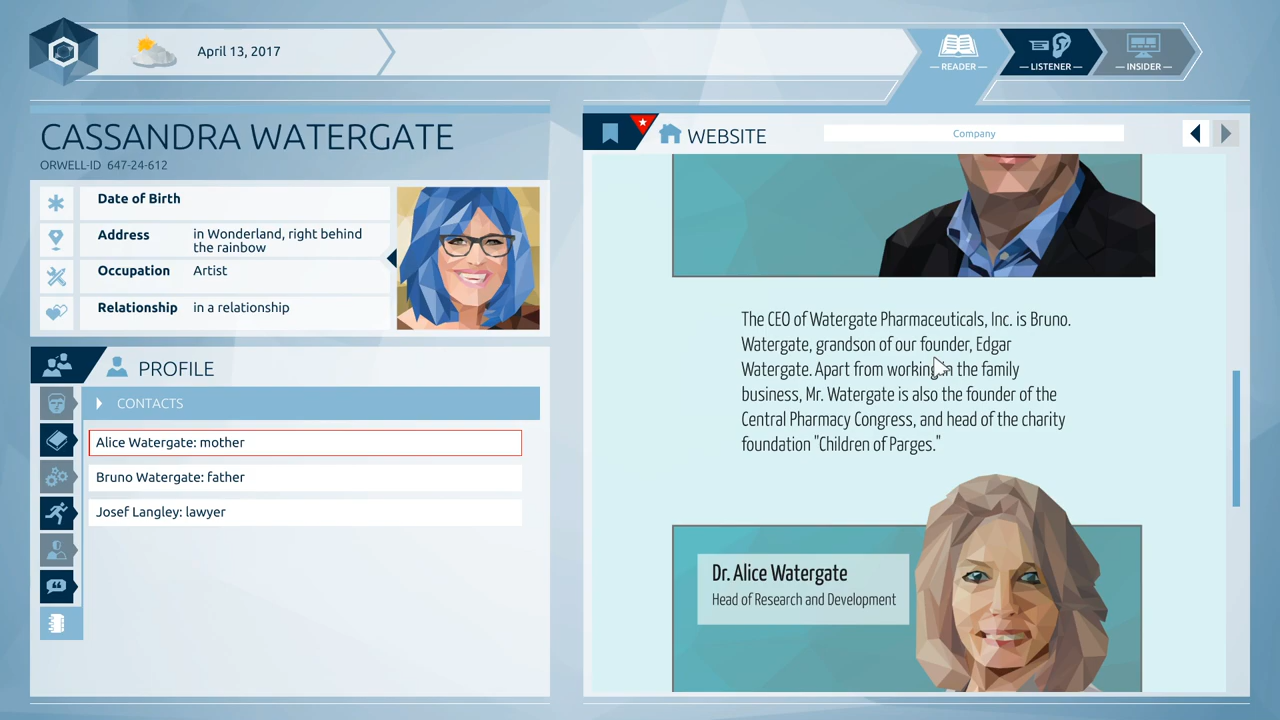 April 13, 2017
— READER —
— LISTENER —
— INSIDER —
CASSANDRA WATERGATE
ORWELL-ID 647-24-612
Date of Birth
Address in Wonderland, right behind
the rainbow
Occupation Artist
Relationship in a relationship
PROFILE
CONTACTS
Alice Watergate: mother
Bruno Watergate: father
Josef Langley: lawyer
WEBSITE
Company
The CEO of Watergate Pharmaceuticals, Inc. is Bruno.
Watergate, grandson of our founder, Edgar
Watergate. Apart from working in the family
business, Mr. Watergate is also the founder of the
Central Pharmacy Congress, and head of the charity
foundation "Children of Parges."
Dr. Alice Watergate
Head of Research and Development